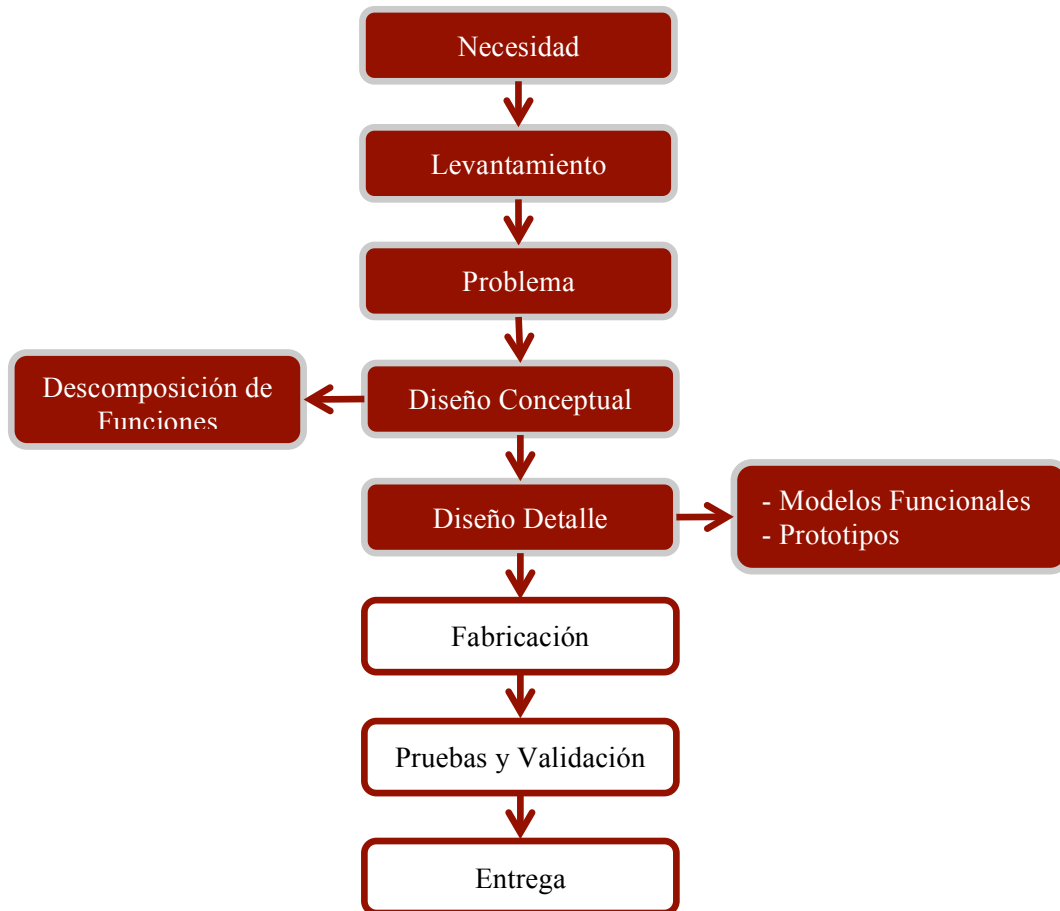 Necesidad
Levantamiento
Problema
Descomposición de
Funciones
Diseño Conceptual
Diseño Detalle
- Modelos Funcionales
- Prototipos
Fabricación
Pruebas y Validación
Entrega